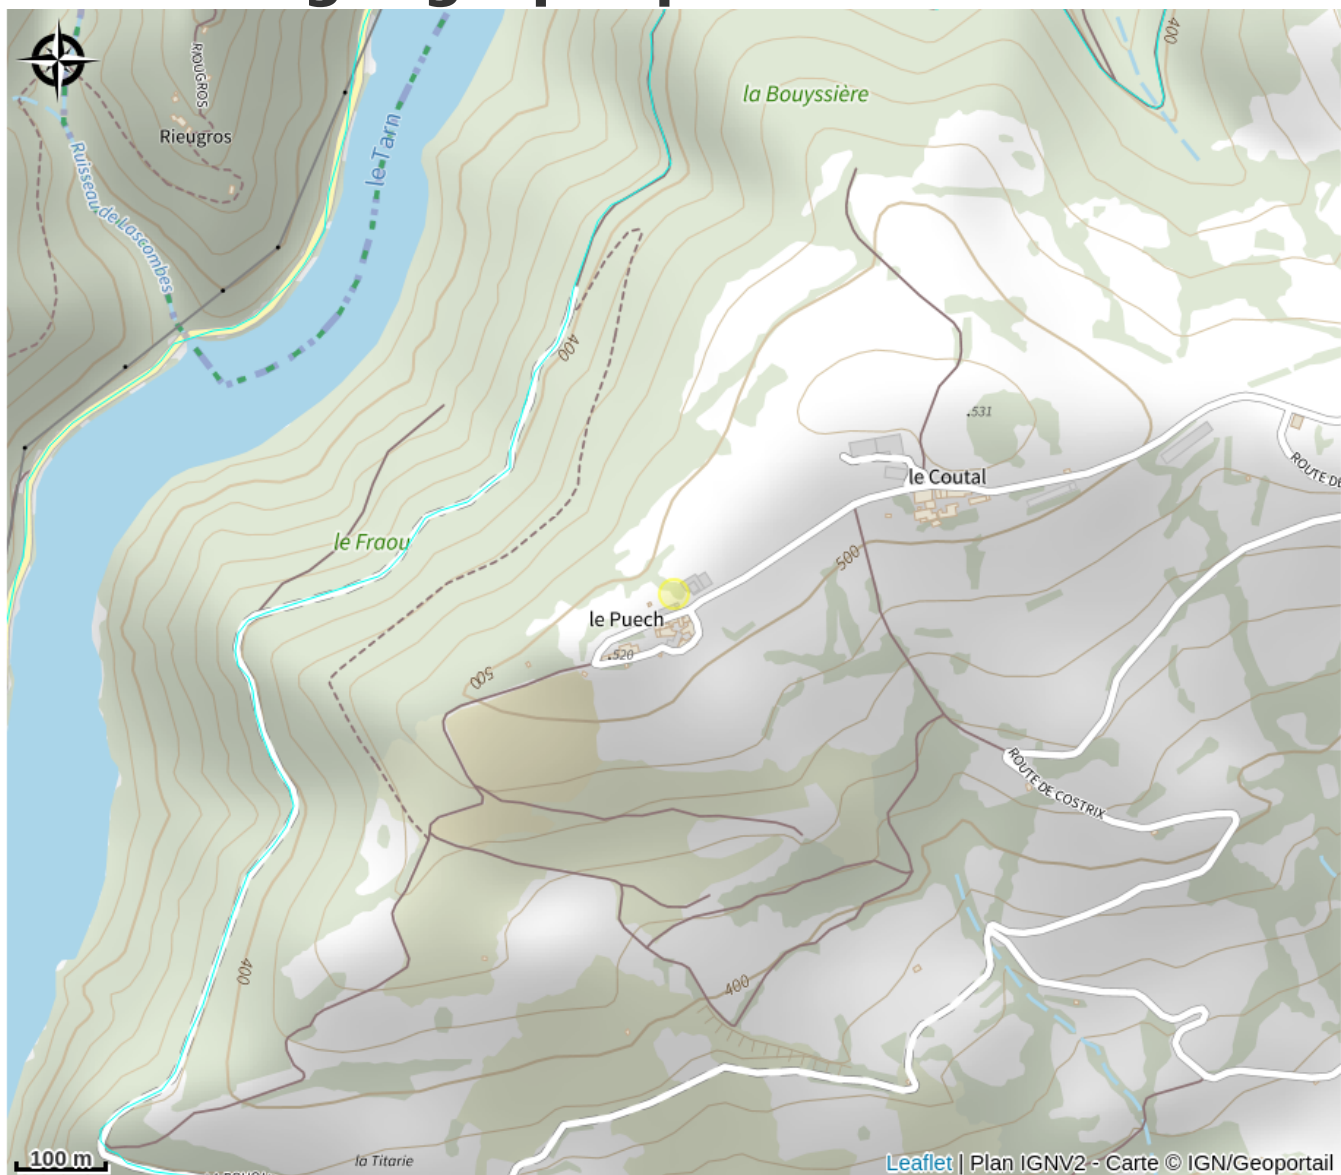 400
la Bouyssière
RIOUGROS
Rieugros
le Tarn
Ruisseau de Lascombes
400
531
ROUTE DE
le Coutal
le Fraou
500
le Puech
520
500
ROUTE DE COSTRIX
400
400
la Titarie
100 m
Leaflet | Plan IGNV2 - Carte © IGN/Geoportail